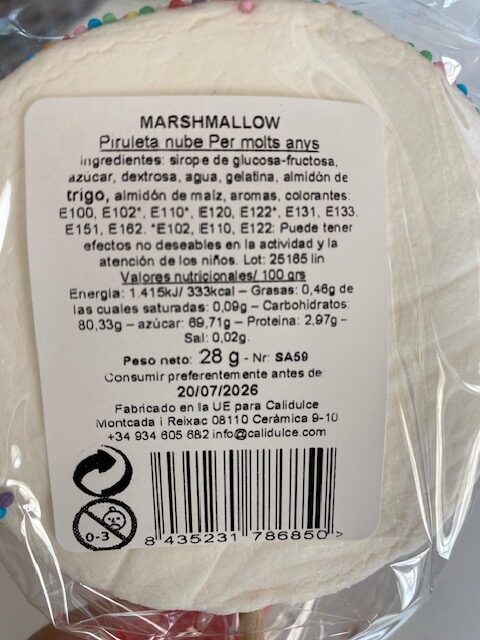 MARSHMALLOW
Piruleta nube Per molts anys
ingredientes: sirope de glucosa-fructosa,
azúcar, dextrosa, agua, gelatina, almidón de
trigo, almidón de maíz, aromas, colorantes:
E100, E102*, E110*, E120, E122*, E131, E133.
E151, E162. *E102, E110, E122: Puede tener
efectos no deseables en la actividad y la
atención de los niños. Lot: 25165 lin
Valores nutricionales/ 100 grs
Energía: 1.415kJ/ 333kcal – Grasas: 0,46g de
las cuales saturadas: 0,09g – Carbohidratos:
80,33g – azúcar: 69,71g – Proteina: 2,97g –
Sal: 0,02g.
Peso neto: 28 g - Nr: SA59
Consumir preferentemente antes de:
20/07/2026
Fabricado en la UE para Calidulce
Montcada i Reixac 08110 Ceràmica 9-10
+34 934 605 682 info@calidulce.com
0-3
8 435231 786850 >